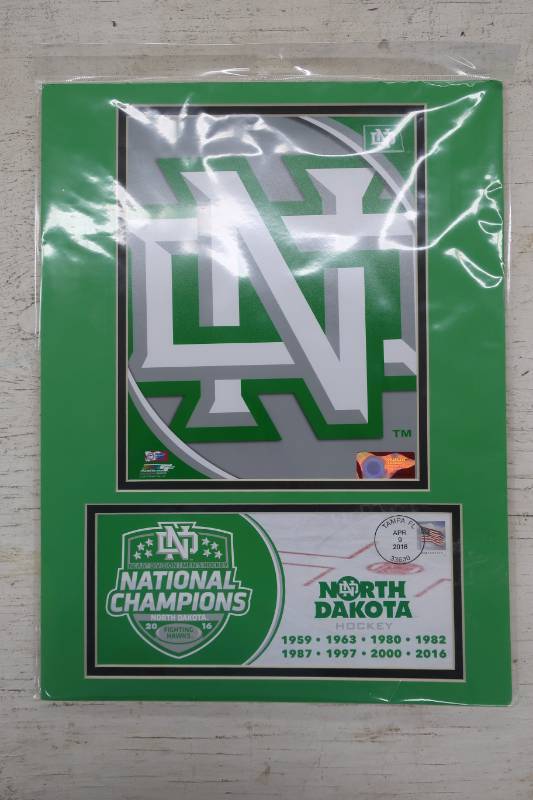 ND
ND
TM
ND
NCAA DIVISION I MEN'S HOCKEY
NATIONAL
CHAMPIONS
NORTH DAKOTA
20 16
FIGHTING
HAWKS
TAMPA FL
APR
9
2016
33630
NORTH
DAKOTA
HOCKEY
1959 • 1963 • 1980 • 1982
1987 • 1997 • 2000 • 2016